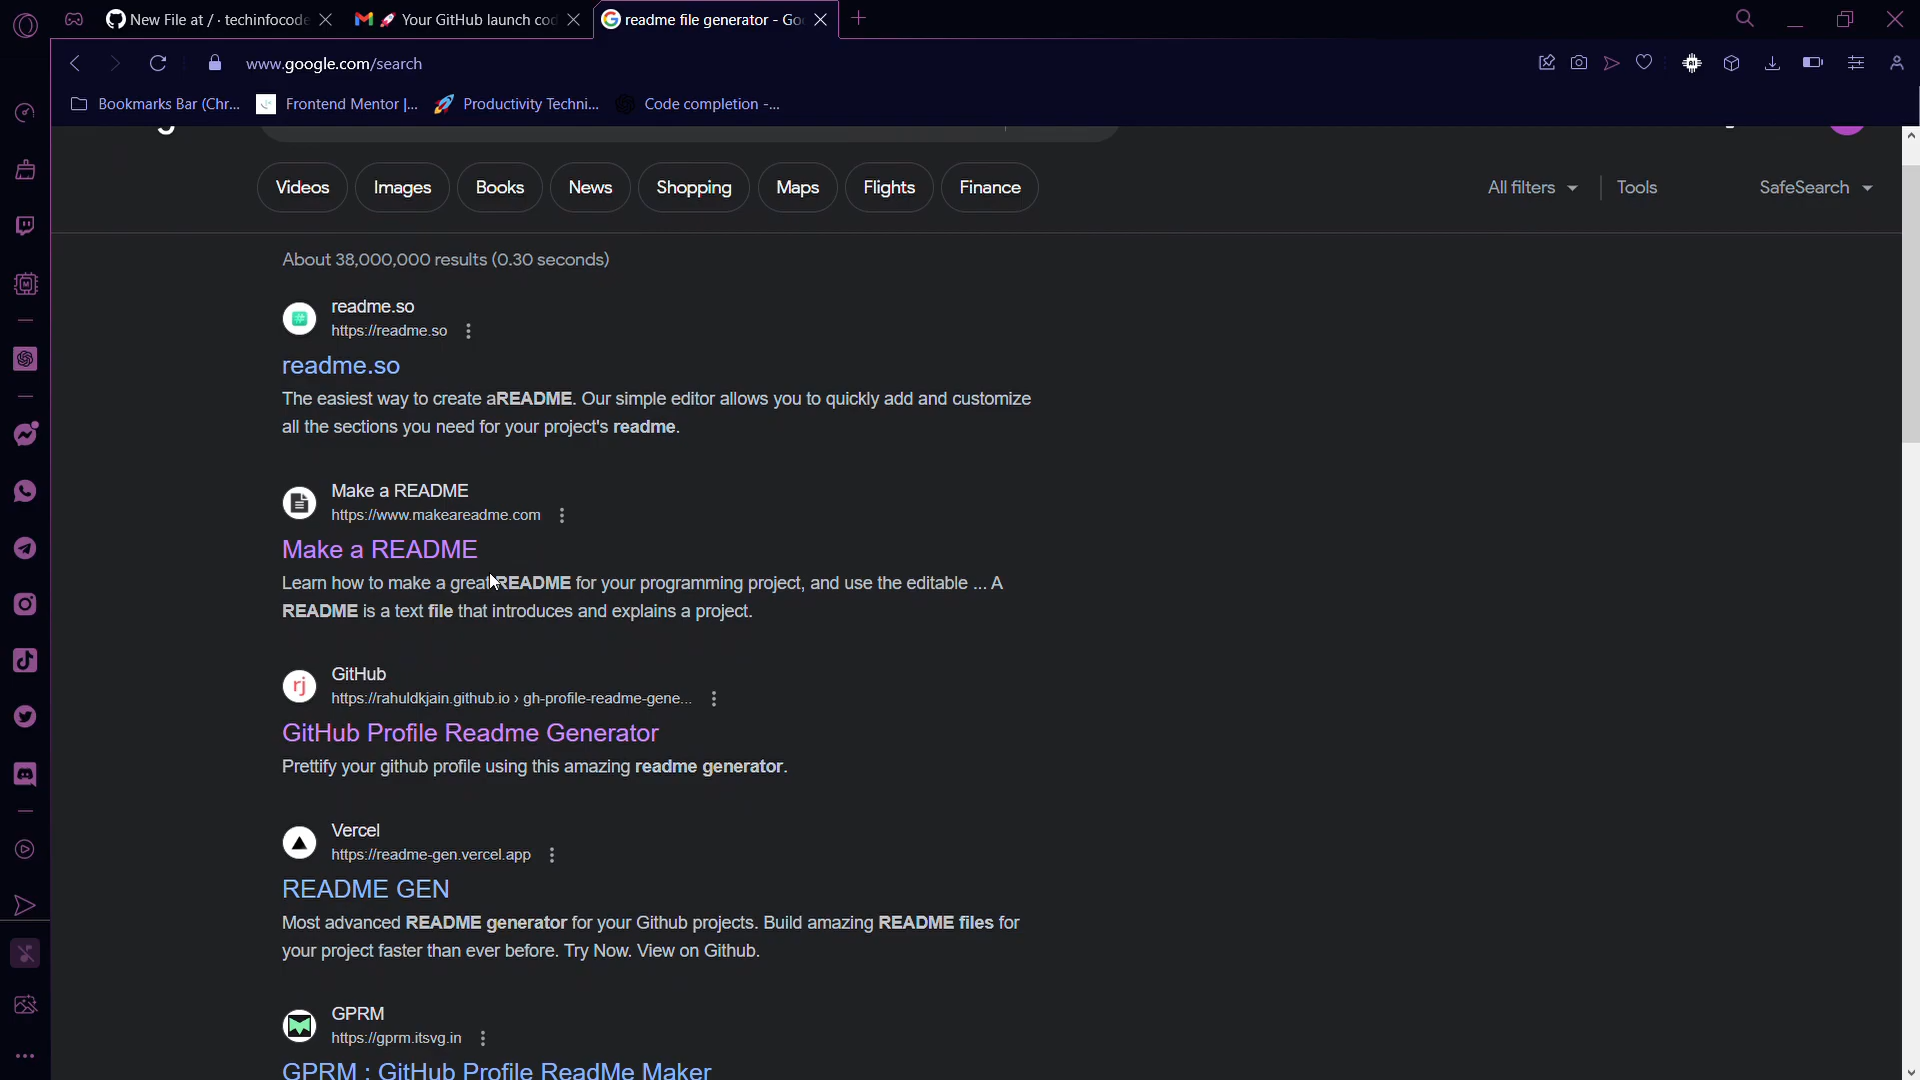 New File at / · techinfocode
Your GitHub launch cod
readme file generator - Goo
www.google.com/search
Bookmarks Bar (Chr...
Frontend Mentor |...
Productivity Techni...
Code completion -...
Videos
Images
Books
News
Shopping
Maps
Flights
Finance
All filters
Tools
SafeSearch
About 38,000,000 results (0.30 seconds)
readme.so
https://readme.so
readme.so
The easiest way to create aREADME. Our simple editor allows you to quickly add and customize
all the sections you need for your project's readme.
Make a README
https://www.makeareadme.com
Make a README
Learn how to make a great README for your programming project, and use the editable ... A
README is a text file that introduces and explains a project.
rj
GitHub
https://rahuldkjain.github.io › gh-profile-readme-gene...
GitHub Profile Readme Generator
Prettify your github profile using this amazing readme generator.
Vercel
https://readme-gen.vercel.app
README GEN
Most advanced README generator for your Github projects. Build amazing README files for
your project faster than ever before. Try Now. View on Github.
GPRM
https://gprm.itsvg.in
GPRM : GitHub Profile ReadMe Maker